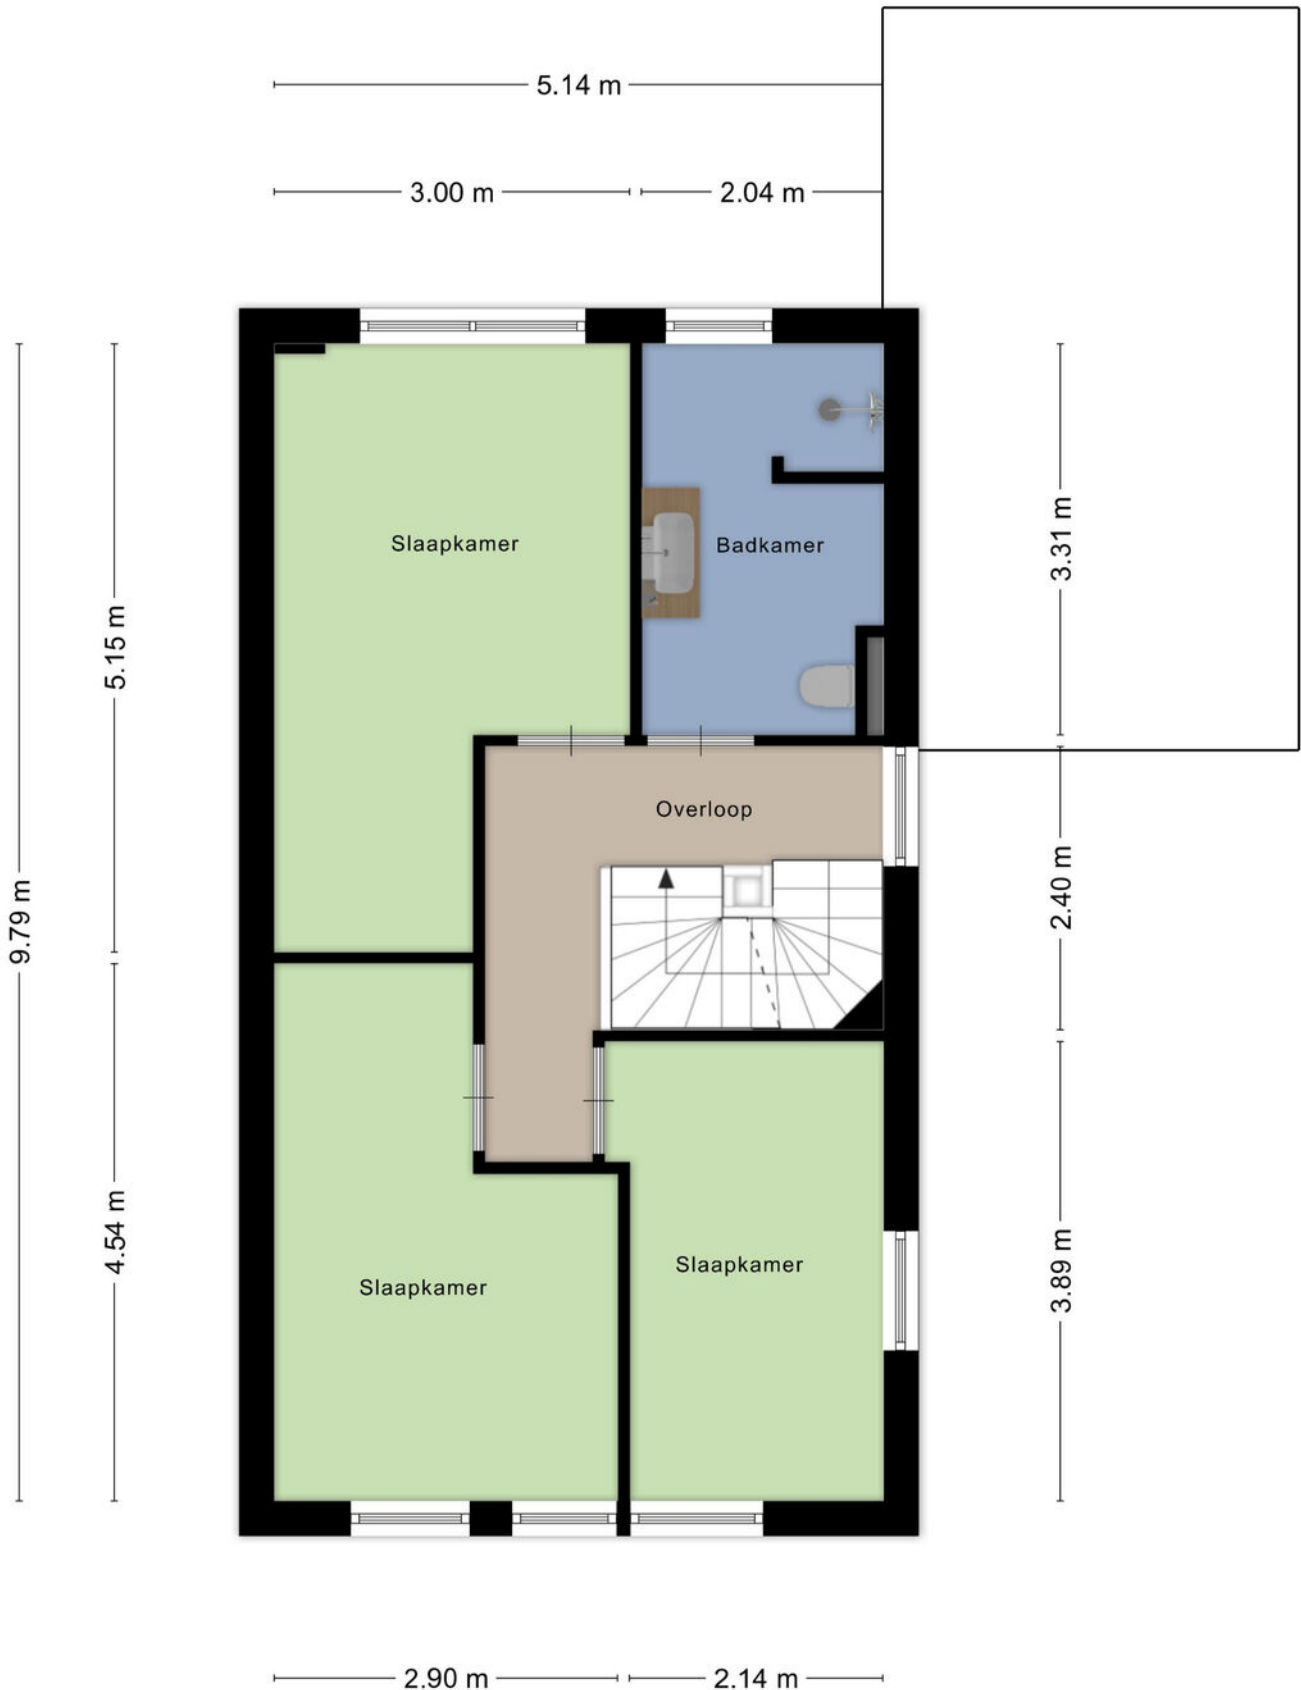 5.14 m
3.00 m
2.04 m
Slaapkamer
Badkamer
3.31 m
5.15 m
Overloop
2.40 m
9.79 m
4.54 m
Slaapkamer
Slaapkamer
3.89 m
2.90 m
2.14 m